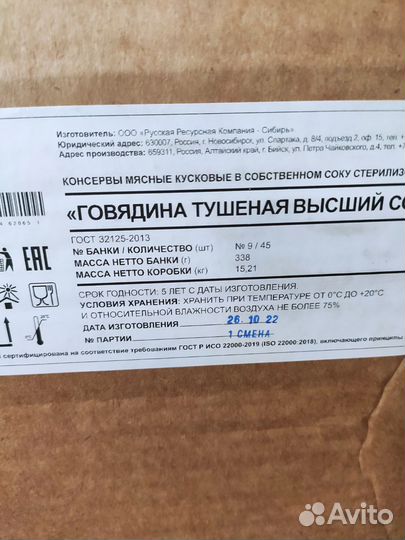 Изготовитель: ООО «Русская Ресурсная Компания - Сибирь»
Юридический адрес: 630007, Россия, г. Новосибирск, ул. Спартака, д. 8/4, подъезд 2, оф. 15, тел.
Адрес производства: 659311, Россия, Алтайский край, г. Бийск, ул. Петра Чайковского, д.4, тел. +7
КОНСЕРВЫ МЯСНЫЕ КУСКОВЫЕ В СОБСТВЕННОМ СОКУ СТЕРИЛИЗО
«ГОВЯДИНА ТУШЕНАЯ ВЫСШИЙ СО
ГОСТ 32125-2013
№ БАНКИ / КОЛИЧЕСТВО (шт) № 9 / 45
МАССА НЕТТО БАНКИ (г) 338
МАССА НЕТТО КОРОБКИ (кг) 15,21
EAC
СРОК ГОДНОСТИ: 5 ЛЕТ С ДАТЫ ИЗГОТОВЛЕНИЯ.
УСЛОВИЯ ХРАНЕНИЯ: ХРАНИТЬ ПРИ ТЕМПЕРАТУРЕ ОТ 0°С ДО +20°С
И ОТНОСИТЕЛЬНОЙ ВЛАЖНОСТИ ВОЗДУХА НЕ БОЛЕЕ 75%
ДАТА ИЗГОТОВЛЕНИЯ 26. 10. 22
№ ПАРТИИ 1 СМЕНА
сертифицирована на соответствие требованиям ГОСТ Р ИСО 22000-2019 (ISO 22000:2018), включающего принципы
Avito